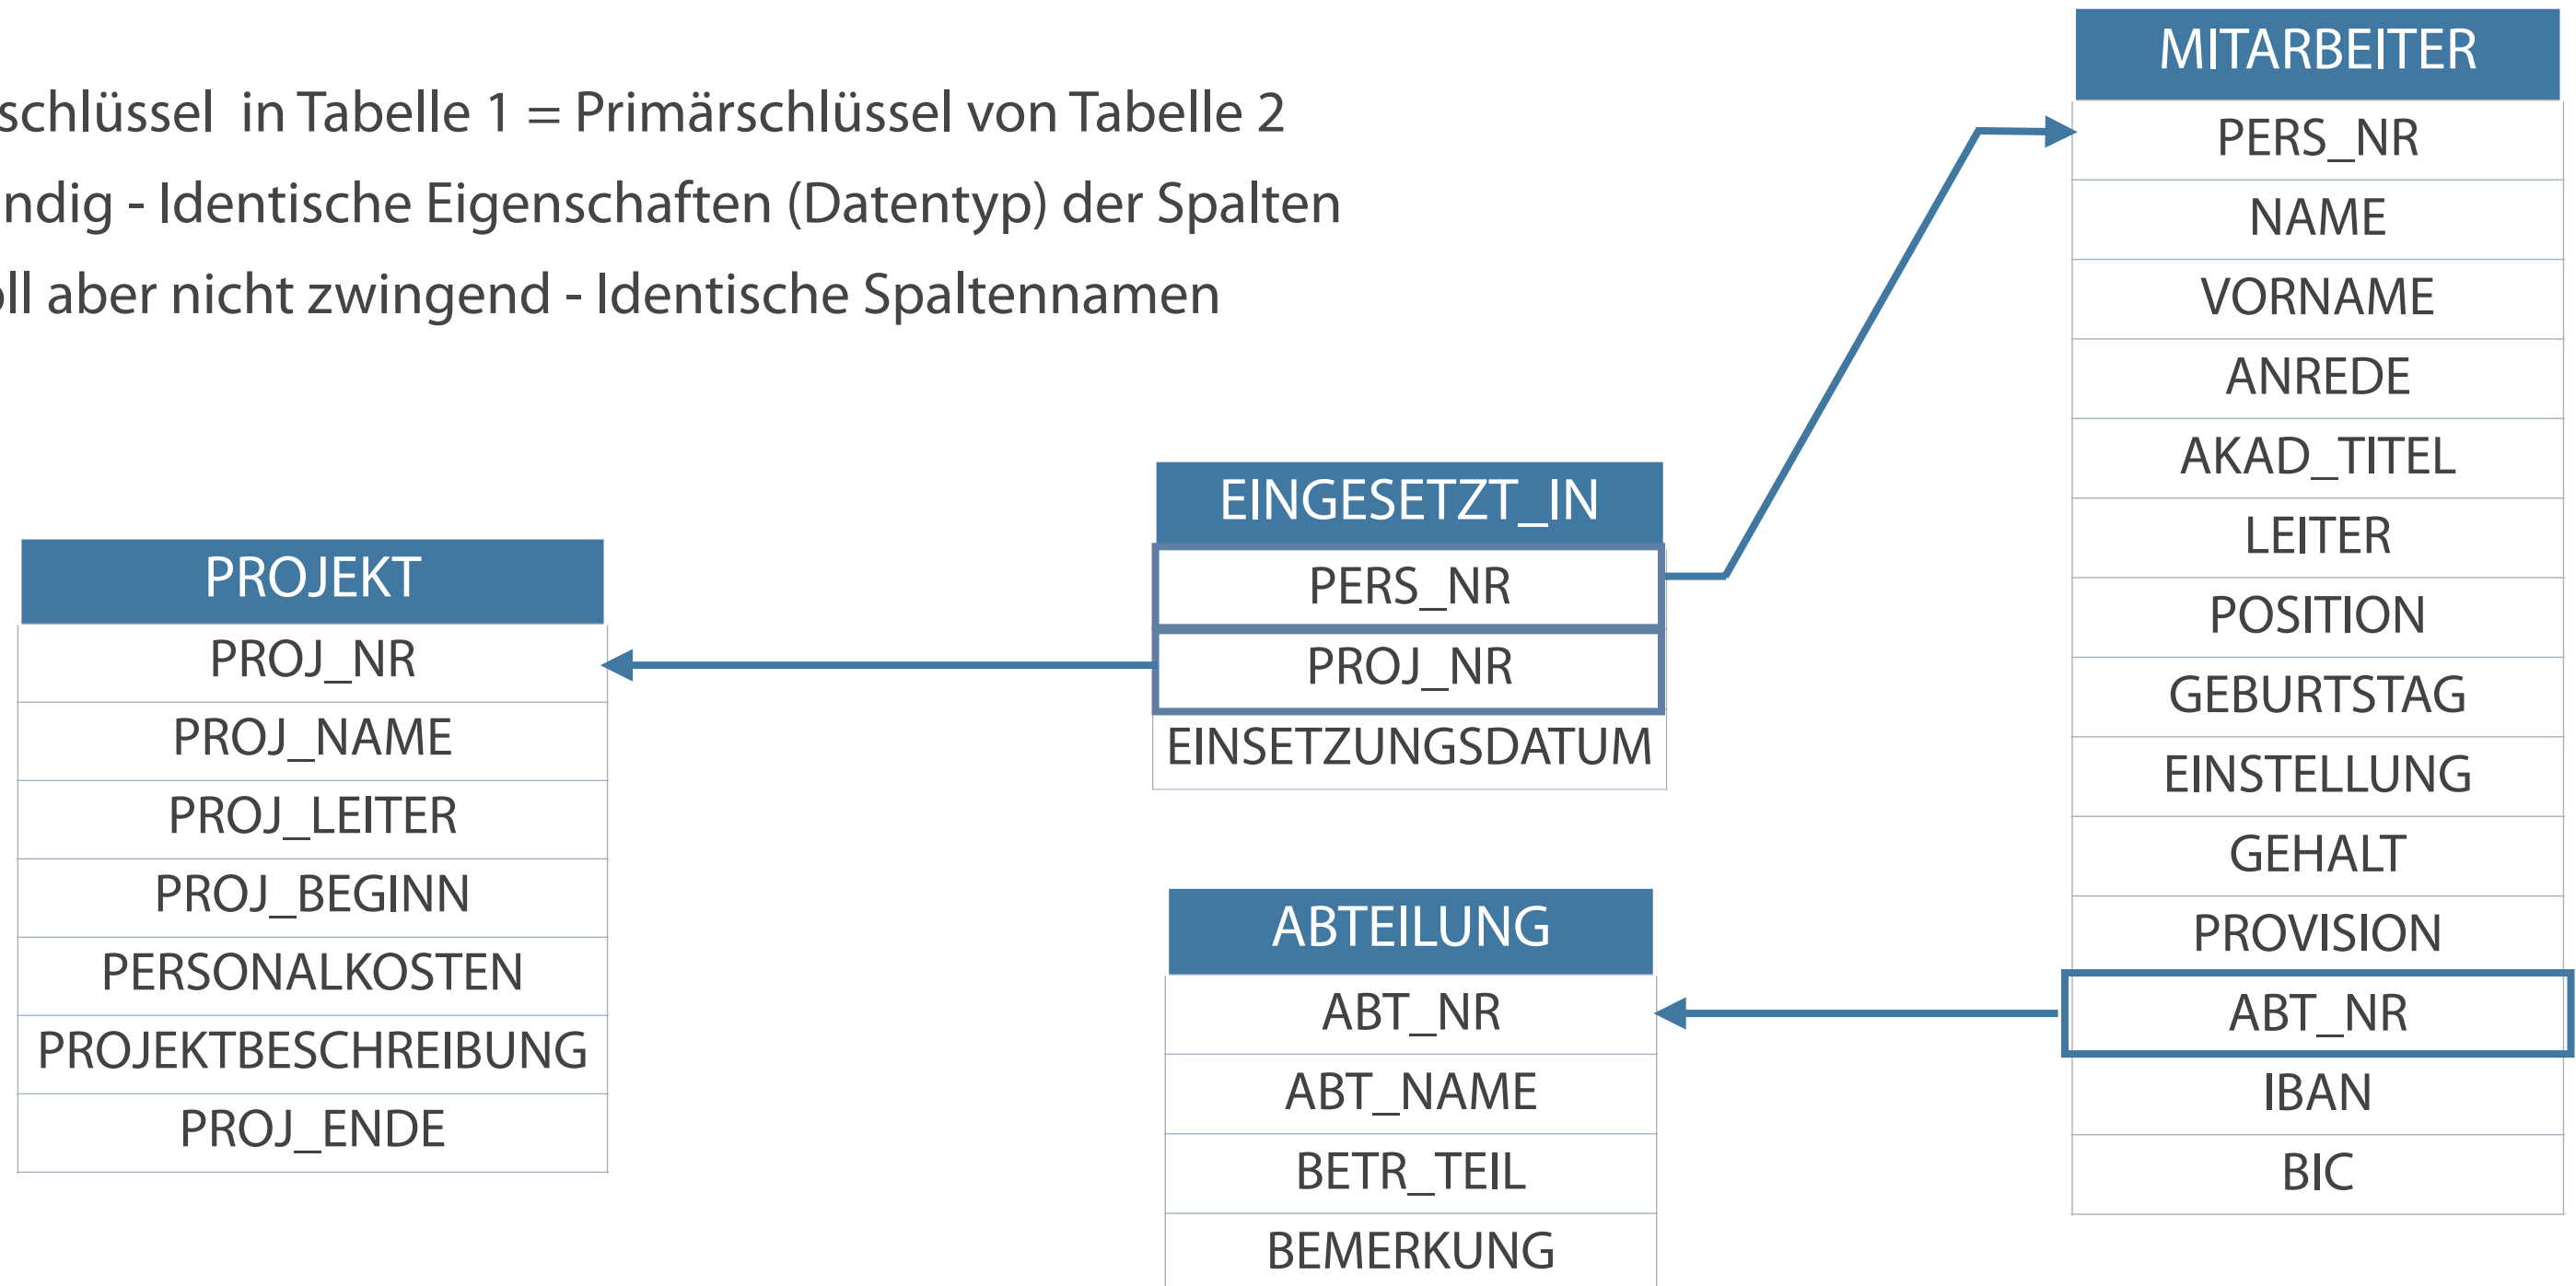 schlüssel in Tabelle 1 = Primärschlüssel von Tabelle 2
ndig - Identische Eigenschaften (Datentyp) der Spalten
ll aber nicht zwingend - Identische Spaltennamen
PROJEKT
PROJ_NR
PROJ_NAME
PROJ_LEITER
PROJ_BEGINN
PERSONALKOSTEN
PROJEKTBESCHREIBUNG
PROJ_ENDE
EINGESETZT_IN
PERS_NR
PROJ_NR
EINSETZUNGSDATUM
ABTEILUNG
ABT_NR
ABT_NAME
BETR_TEIL
BEMERKUNG
MITARBEITER
PERS_NR
NAME
VORNAME
ANREDE
AKAD_TITEL
LEITER
POSITION
GEBURTSTAG
EINSTELLUNG
GEHALT
PROVISION
ABT_NR
IBAN
BIC